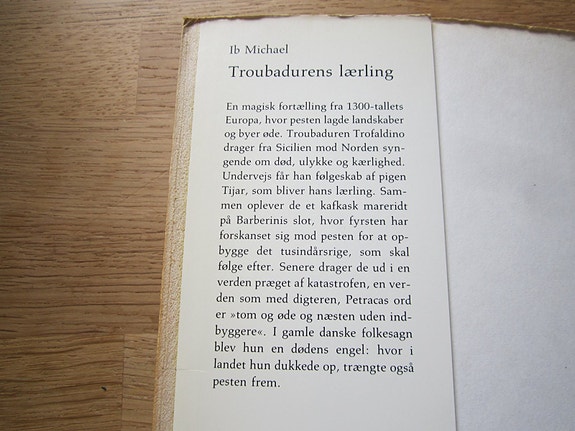 Ib Michael
Troubadurens lærling
En magisk fortælling fra 1300-tallets
Europa, hvor pesten lagde landskaber
og byer øde. Troubaduren Trofaldino
drager fra Sicilien mod Norden syn-
gende om død, ulykke og kærlighed.
Undervejs får han følgeskab af pigen
Tijar, som bliver hans lærling. Sam-
men oplever de et kafkask mareridt
på Barberinis slot, hvor fyrsten har
forskanset sig mod pesten for at op-
bygge det tusindårsrige, som skal
følge efter. Senere drager de ud i en
verden præget af katastrofen, en ver-
den som med digteren, Petracas ord
er »tom og øde og næsten uden ind-
byggere«. I gamle danske folkesagn
blev hun en dødens engel: hvor i
landet hun dukkede op, trængte også
pesten frem.